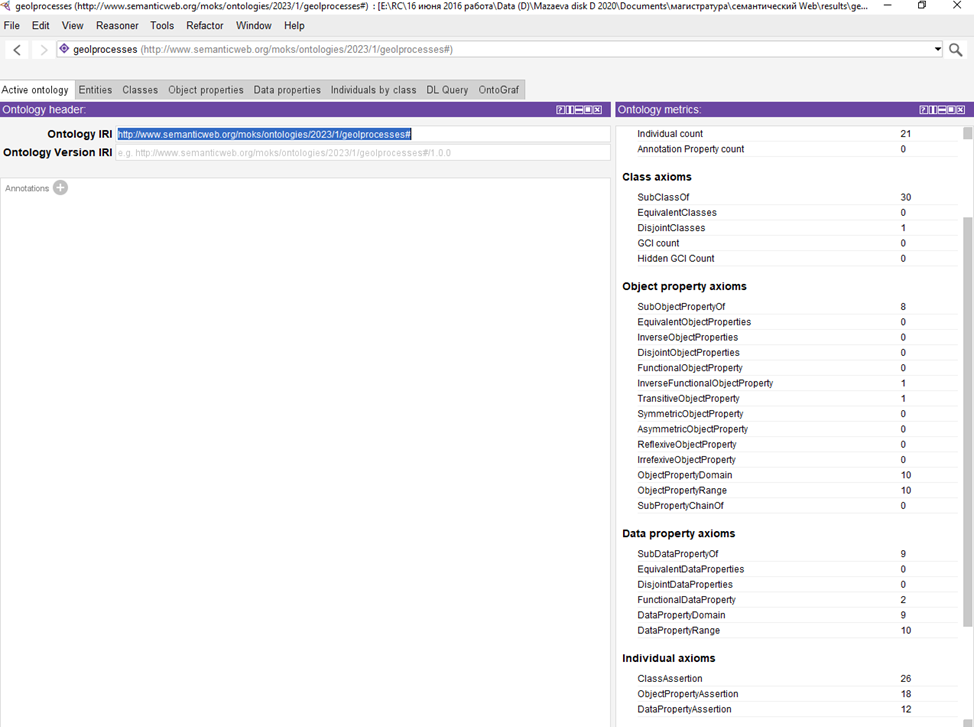 geolprocesses (http://www.semanticweb.org/moks/ontologies/2023/1/geolprocesses#) : [E:\RC\16 июня 2016 работа\Data (D)\Mazaeva disk D 2020\Documents\магистратура\семантический Web\results\ge...
File Edit View Reasoner Tools Refactor Window Help
geolprocesses (http://www.semanticweb.org/moks/ontologies/2023/1/geolprocesses#)
Active ontology Entities Classes Object properties Data properties Individuals by class DL Query OntoGraf
Ontology header:
Ontology IRI http://www.semanticweb.org/moks/ontologies/2023/1/geolprocesses#
Ontology Version IRI e.g. http://www.semanticweb.org/moks/ontologies/2023/1/geolprocesses#/1.0.0
Annotations
Ontology metrics:
Individual count 21
Annotation Property count 0
Class axioms
SubClassOf 30
EquivalentClasses 0
DisjointClasses 1
GCI count 0
Hidden GCI Count 0
Object property axioms
SubObjectPropertyOf 8
EquivalentObjectProperties 0
InverseObjectProperties 0
DisjointObjectProperties 0
FunctionalObjectProperty 0
InverseFunctionalObjectProperty 1
TransitiveObjectProperty 1
SymmetricObjectProperty 0
AsymmetricObjectProperty 0
ReflexiveObjectProperty 0
IrrefexiveObjectProperty 0
ObjectPropertyDomain 10
ObjectPropertyRange 10
SubPropertyChainOf 0
Data property axioms
SubDataPropertyOf 9
EquivalentDataProperties 0
DisjointDataProperties 0
FunctionalDataProperty 2
DataPropertyDomain 9
DataPropertyRange 10
Individual axioms
ClassAssertion 26
ObjectPropertyAssertion 18
DataPropertyAssertion 12